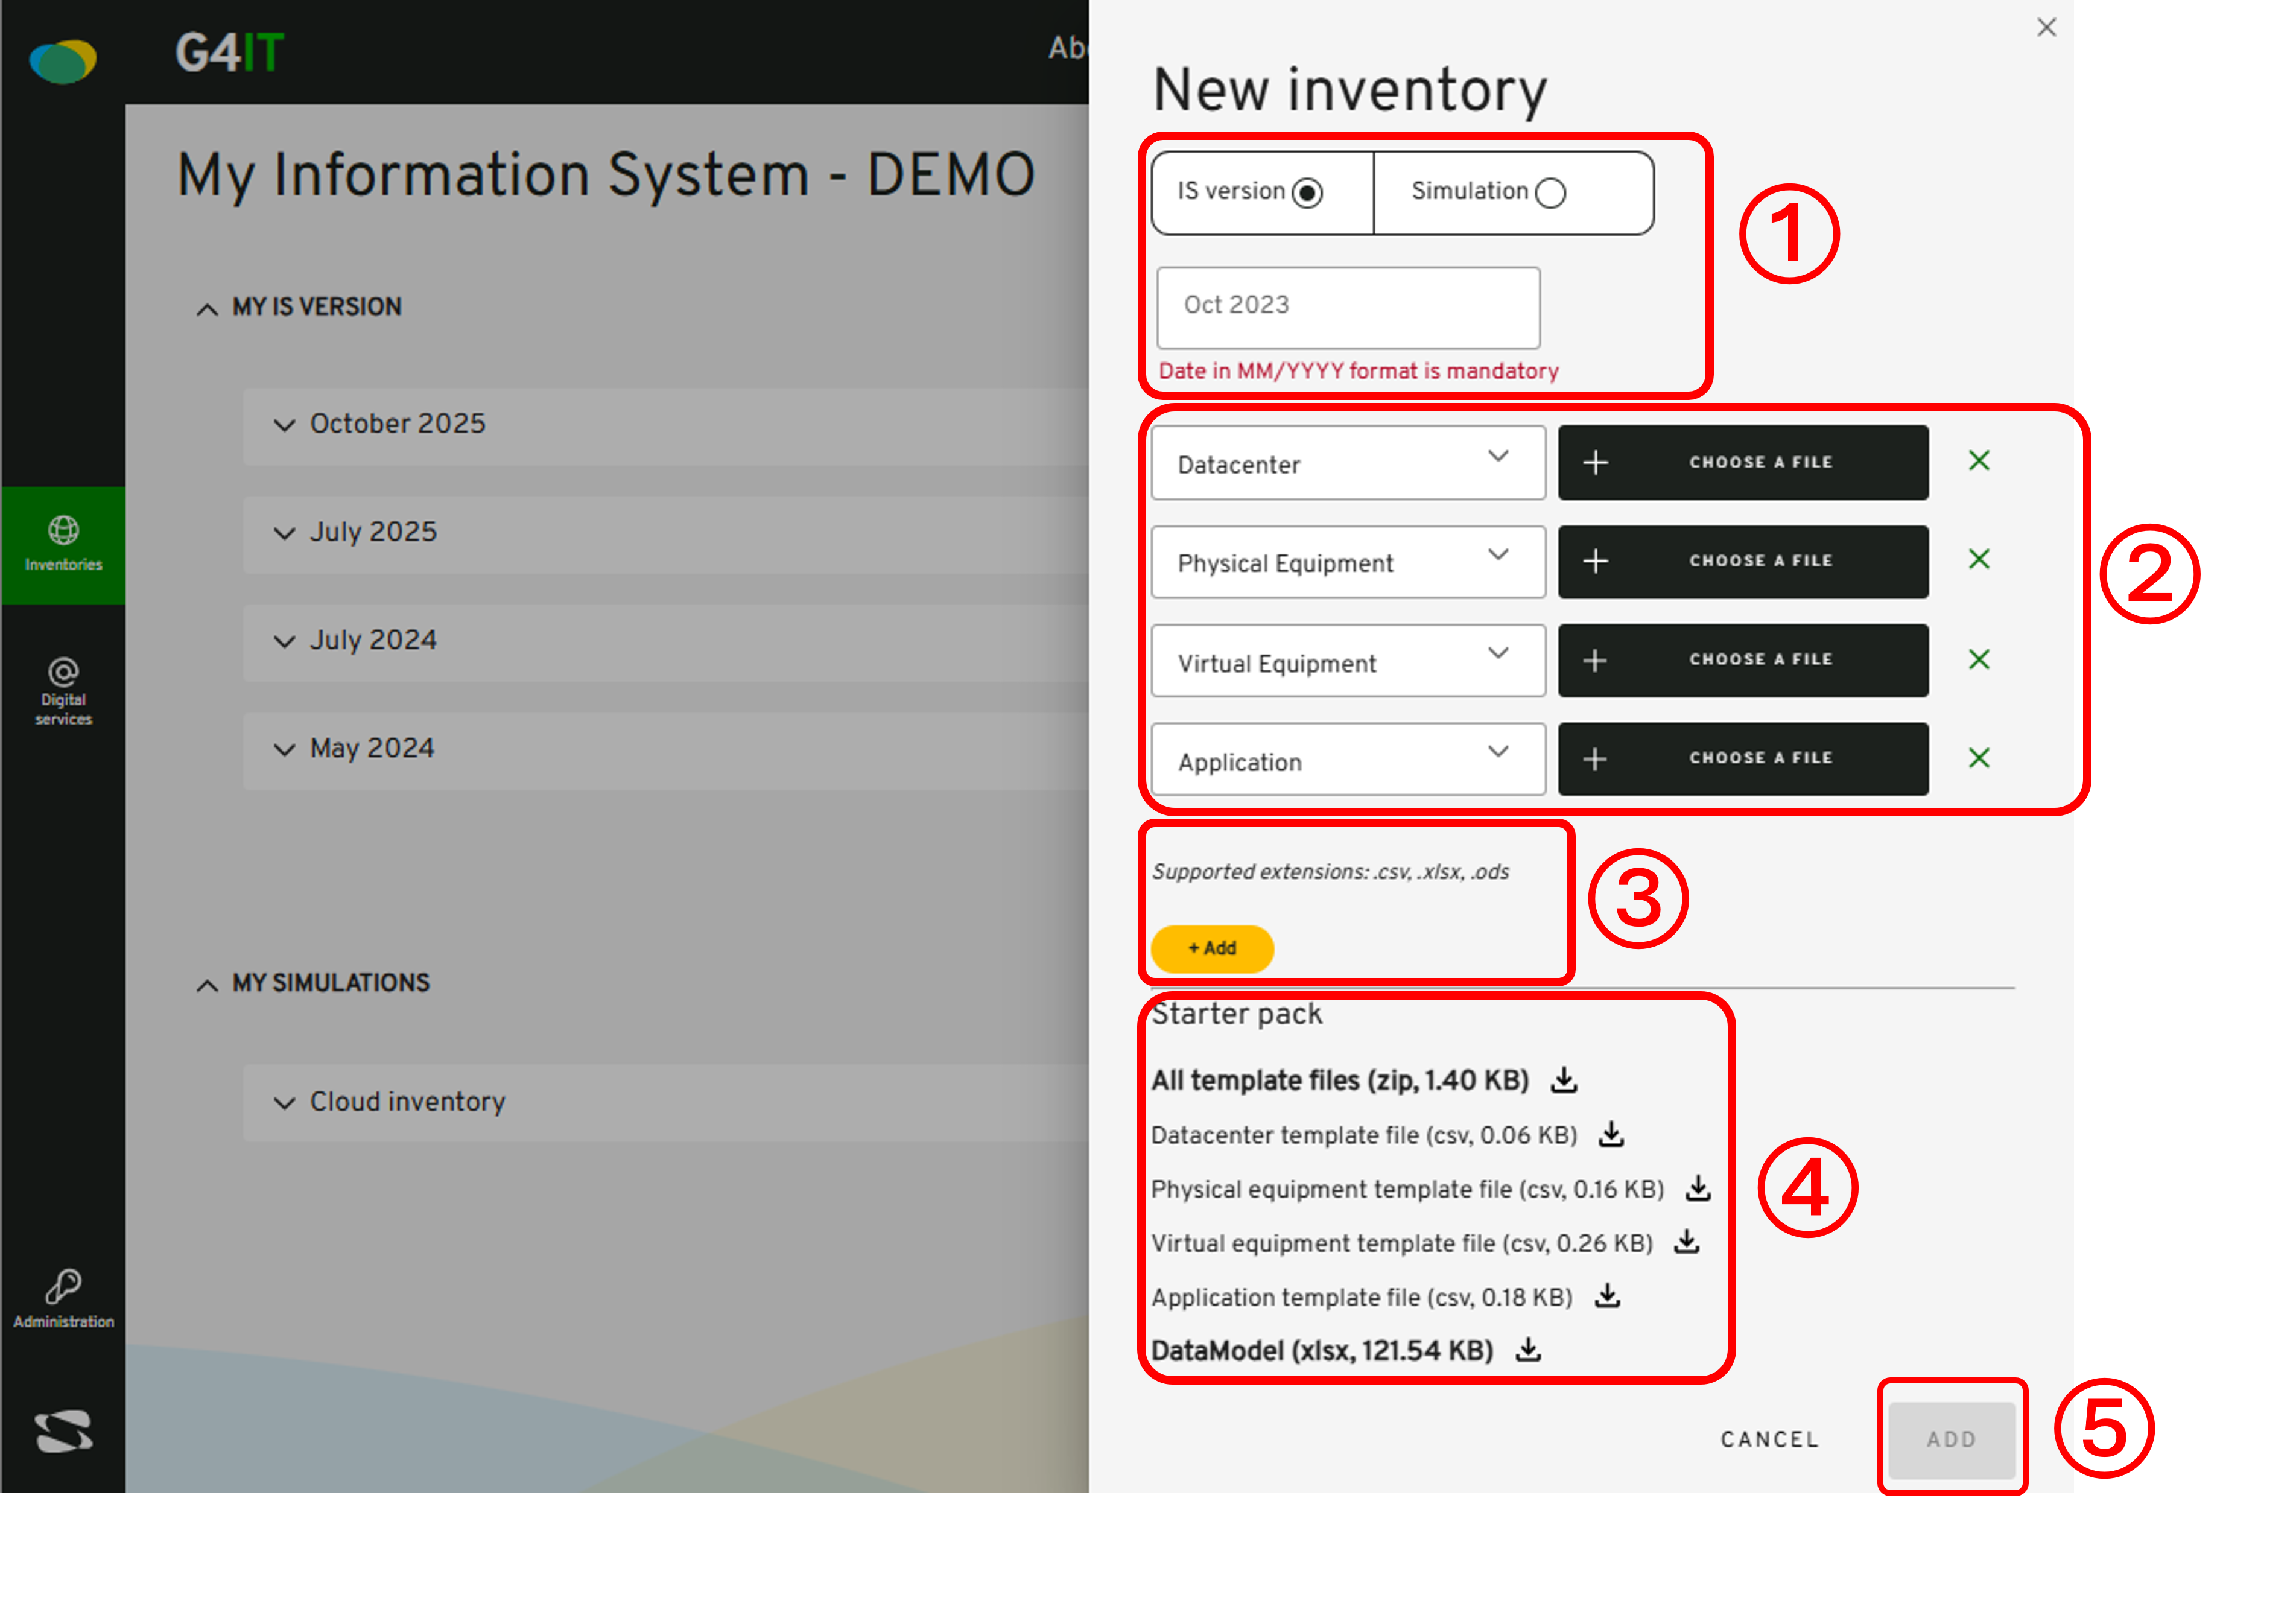 G4IT
Ab
My Information System - DEMO
MY IS VERSION
October 2025
July 2025
July 2024
May 2024
MY SIMULATIONS
Cloud inventory
Inventories
Digital
services
Administration
New inventory
IS version
Simulation
1
Oct 2023
Date in MM/YYYY format is mandatory
Datacenter
CHOOSE A FILE
Physical Equipment
CHOOSE A FILE
2
Virtual Equipment
CHOOSE A FILE
Application
CHOOSE A FILE
Supported extensions: .csv, .xlsx, .ods
3
+ Add
Starter pack
All template files (zip, 1.40 KB)
Datacenter template file (csv, 0.06 KB)
Physical equipment template file (csv, 0.16 KB)
4
Virtual equipment template file (csv, 0.26 KB)
Application template file (csv, 0.18 KB)
DataModel (xlsx, 121.54 KB)
CANCEL
ADD
5